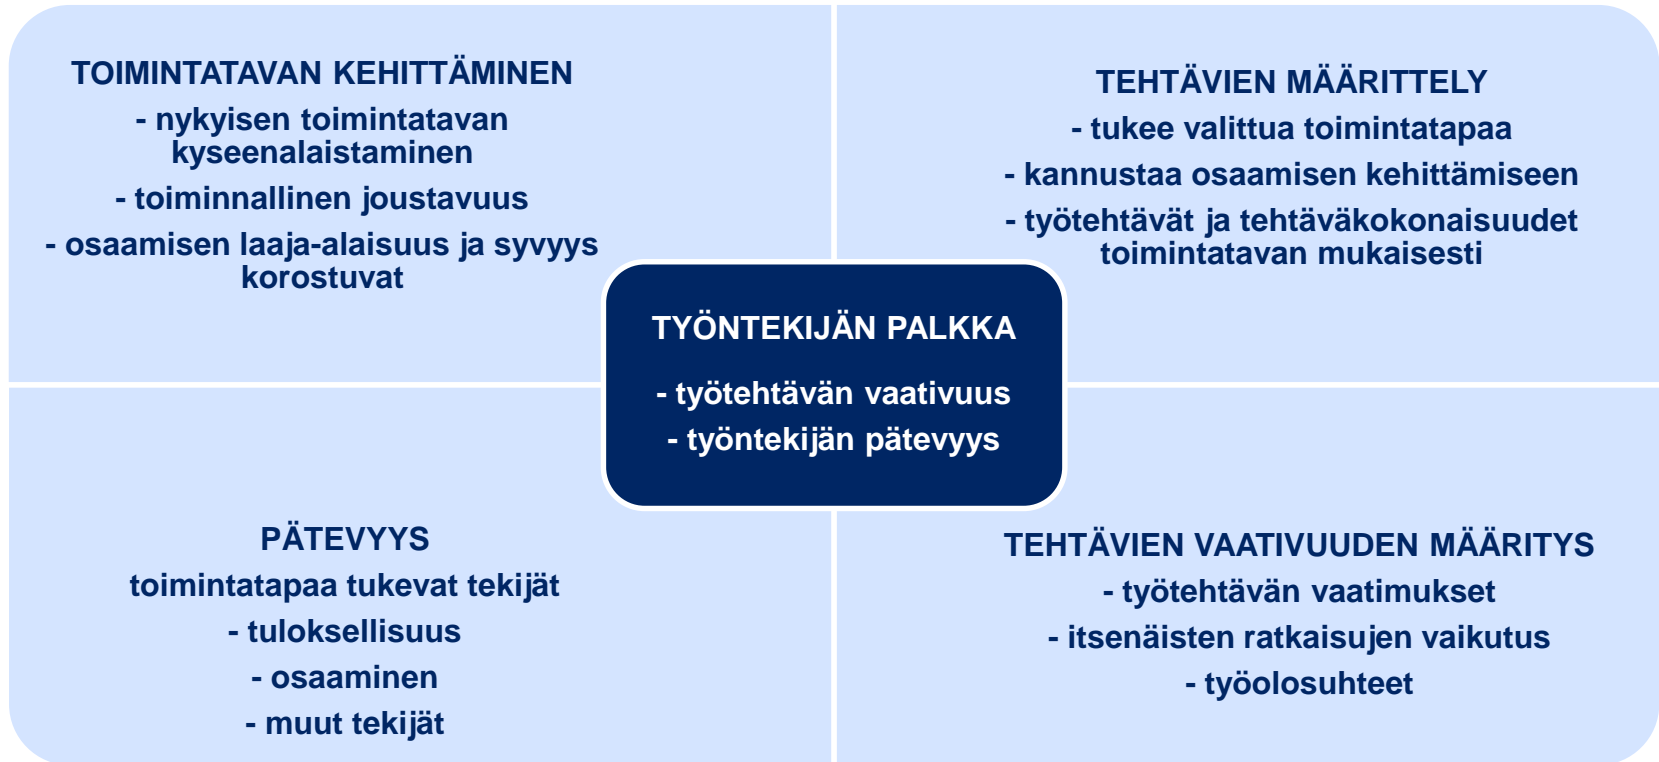 TOIMINTATAVAN KEHITTÄMINEN
- nykyisen toimintatavan
kyseenalaistaminen
- toiminnallinen joustavuus
- osaamisen laaja-alaisuus ja syvyys
korostuvat
TEHTÄVIEN MÄÄRITTELY
- tukee valittua toimintatapaa
- kannustaa osaamisen kehittämiseen
- työtehtävät ja tehtäväkokonaisuudet
toimintatavan mukaisesti
TYÖNTEKIJÄN PALKKA
- työtehtävän vaativuus
- työntekijän pätevyys
PÄTEVYYS
toimintatapaa tukevat tekijät
- tuloksellisuus
- osaaminen
- muut tekijät
TEHTÄVIEN VAATIVUUDEN MÄÄRITYS
- työtehtävän vaatimukset
- itsenäisten ratkaisujen vaikutus
- työolosuhteet